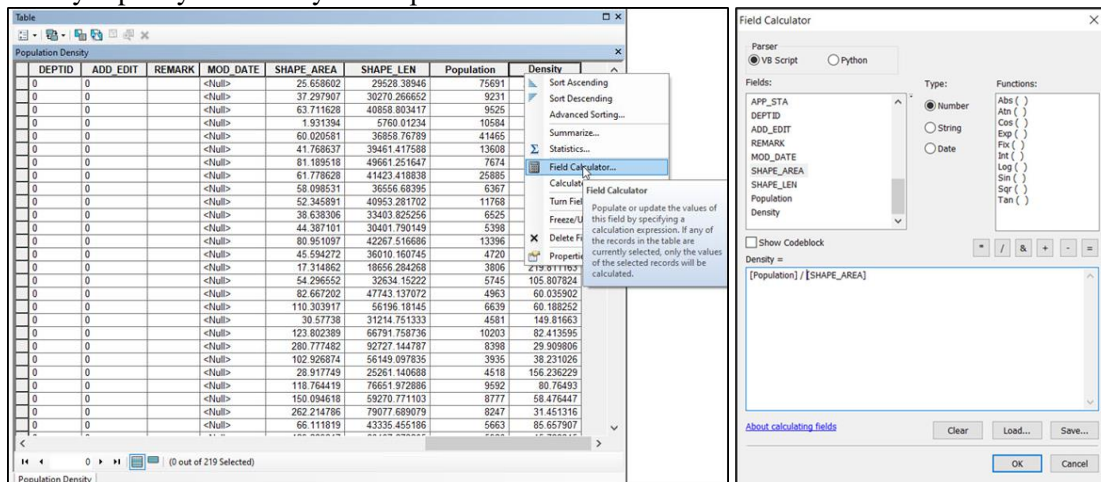 Table
Population Density
DEPTID ADD_EDIT REMARK MOD_DATE SHAPE_AREA SHAPE_LEN Population Density
0 0 <Null> 25.658602 29528.38946 75691
0 0 <Null> 37.297907 30270.266652 9231
0 0 <Null> 63.711628 40858.803417 9525
0 0 <Null> 1.931394 5760.01234 10584
0 0 <Null> 60.020581 36858.76789 41465
0 0 <Null> 41.768637 39461.417588 13608
0 0 <Null> 81.189518 49661.251647 7674
0 0 <Null> 61.778628 41423.418838 25885
0 0 <Null> 58.098531 36556.68395 6367
0 0 <Null> 52.345891 40953.281702 11768
0 0 <Null> 38.638306 33403.825256 6525
0 0 <Null> 44.387101 30401.790149 5398
0 0 <Null> 80.951097 42267.516686 13396
0 0 <Null> 45.594272 36010.160745 4720
0 0 <Null> 17.314862 18656.284268 3806 219.811163
0 0 <Null> 54.296552 32634.15222 5745 105.807824
0 0 <Null> 82.667202 47743.137072 4963 60.035902
0 0 <Null> 110.303917 56196.18145 6639 60.188252
0 0 <Null> 30.57738 31214.751333 4581 149.81663
0 0 <Null> 123.802389 66791.758736 10203 82.413595
0 0 <Null> 280.777482 92727.144787 8398 29.909806
0 0 <Null> 102.926874 56149.097835 3935 38.231026
0 0 <Null> 28.917749 25261.140688 4518 156.236229
0 0 <Null> 118.764419 76651.972886 9592 80.76493
0 0 <Null> 150.094618 59270.771103 8777 58.476447
0 0 <Null> 262.214786 79077.689079 8247 31.451316
0 0 <Null> 66.111819 43335.455186 5663 85.657907
Sort Ascending
Sort Descending
Advanced Sorting...
Summarize...
Σ Statistics...
Field Calculator...
Calculate
Turn Fiel
Freeze/U
Delete Fi
Propertie
Field Calculator
Populate or update the values of
this field by specifying a
calculation expression. If any of
the records in the table are
currently selected, only the values
of the selected records will be
calculated.
0
(0 out of 219 Selected)
Population Density
Field Calculator
Parser
VB Script Python
Fields:
APP_STA
DEPTID
ADD_EDIT
REMARK
MOD_DATE
SHAPE_AREA
SHAPE_LEN
Population
Density
Type:
Number
String
Date
Functions:
Abs ( )
Atn ( )
Cos ( )
Exp ( )
Fix ( )
Int ( )
Log ( )
Sin ( )
Sqr ( )
Tan ( )
Show Codeblock
* / & + - =
Density =
[Population] / [SHAPE_AREA]
About calculating fields
Clear Load... Save...
OK Cancel